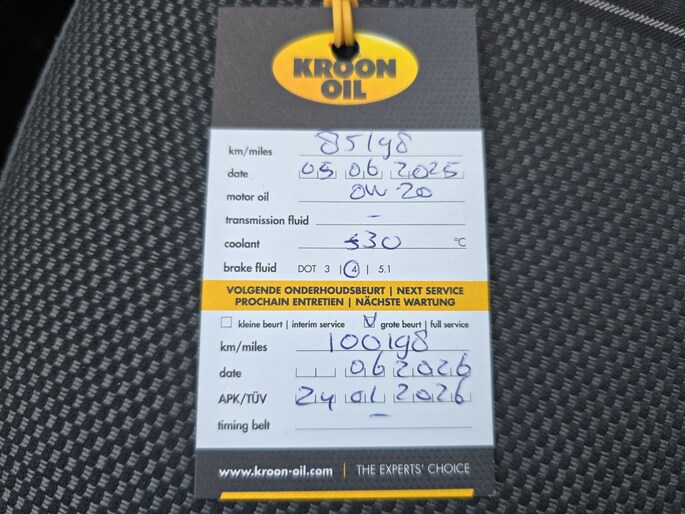 KROON
OIL
km/miles 85198
date 05 06 2025
motor oil 0W-20
transmission fluid –
coolant -30 °C
brake fluid DOT 3 | 4 | 5.1
VOLGENDE ONDERHOUDSBEURT | NEXT SERVICE
PROCHAIN ENTRETIEN | NÄCHSTE WARTUNG
kleine beurt | interim service grote beurt | full service
km/miles 100198
date 06 2026
APK/TÜV 24 01 2026
timing belt –
www.kroon-oil.com | THE EXPERTS' CHOICE